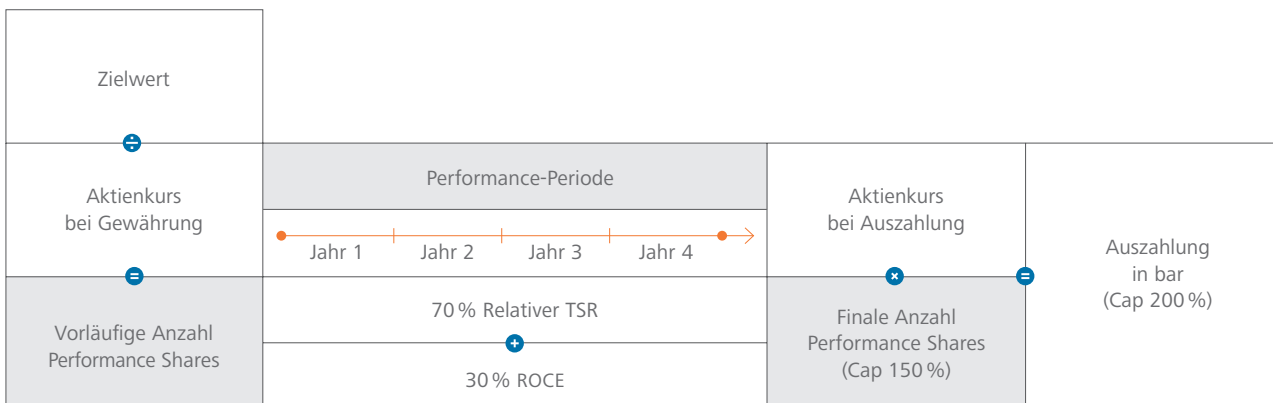 Zielwert
÷
Aktienkurs
bei Gewährung
=
Vorläufige Anzahl
Performance Shares
Performance-Periode
Jahr 1
Jahr 2
Jahr 3
Jahr 4
70 % Relativer TSR
+
30 % ROCE
Aktienkurs
bei Auszahlung
×
Finale Anzahl
Performance Shares
(Cap 150 %)
=
Auszahlung
in bar
(Cap 200 %)